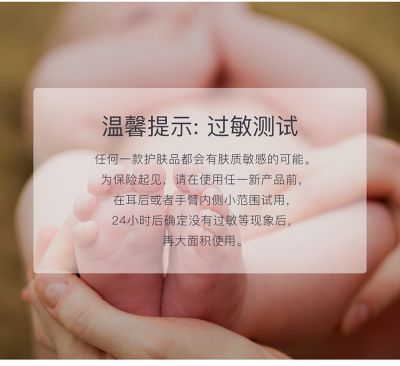 温馨提示: 过敏测试
任何一款护肤品都会有肤质敏感的可能。
为保险起见，请在使用任一新产品前,
在耳后或者手臂内侧小范围试用,
24小时后确定没有过敏等现象后,
再大面积使用。